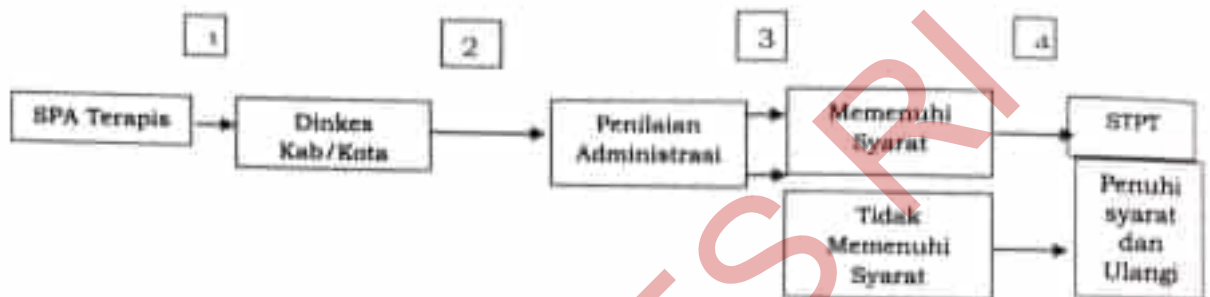 1
2
3
4
SPA Terapis
Dinkes
Kab/Kota
Penilaian
Administrasi
Memenuhi
Syarat
STPT
Tidak
Memenuhi
Syarat
Penuhi
syarat
dan
Ulangi